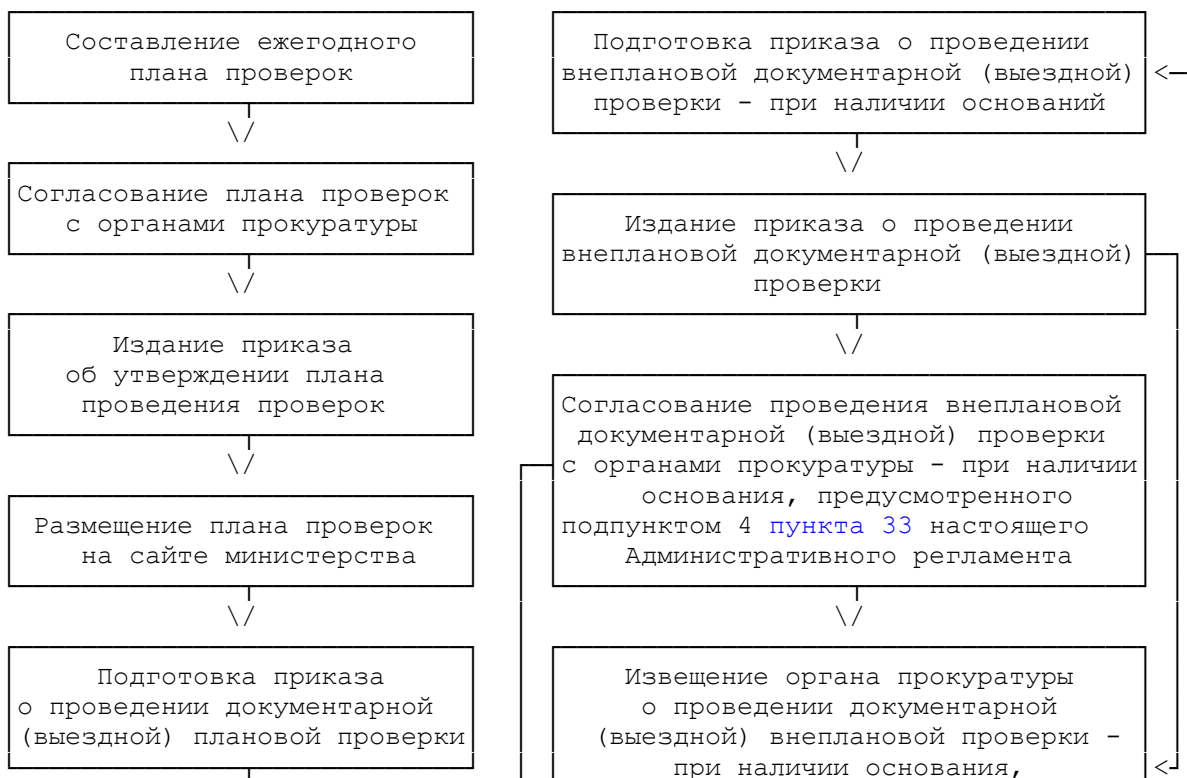 Составление ежегодного
плана проверок
Согласование плана проверок
с органами прокуратуры
Издание приказа
об утверждении плана
проведения проверок
Размещение плана проверок
на сайте министерства
Подготовка приказа
о проведении документарной
(выездной) плановой проверки
Подготовка приказа о проведении
внеплановой документарной (выездной)
проверки - при наличии оснований
Издание приказа о проведении
внеплановой документарной (выездной)
проверки
Согласование проведения внеплановой
документарной (выездной) проверки
с органами прокуратуры - при наличии
основания, предусмотренного
подпунктом 4 пункта 33 настоящего
Административного регламента
Извещение органа прокуратуры
о проведении документарной
(выездной) внеплановой проверки -
при наличии основания,